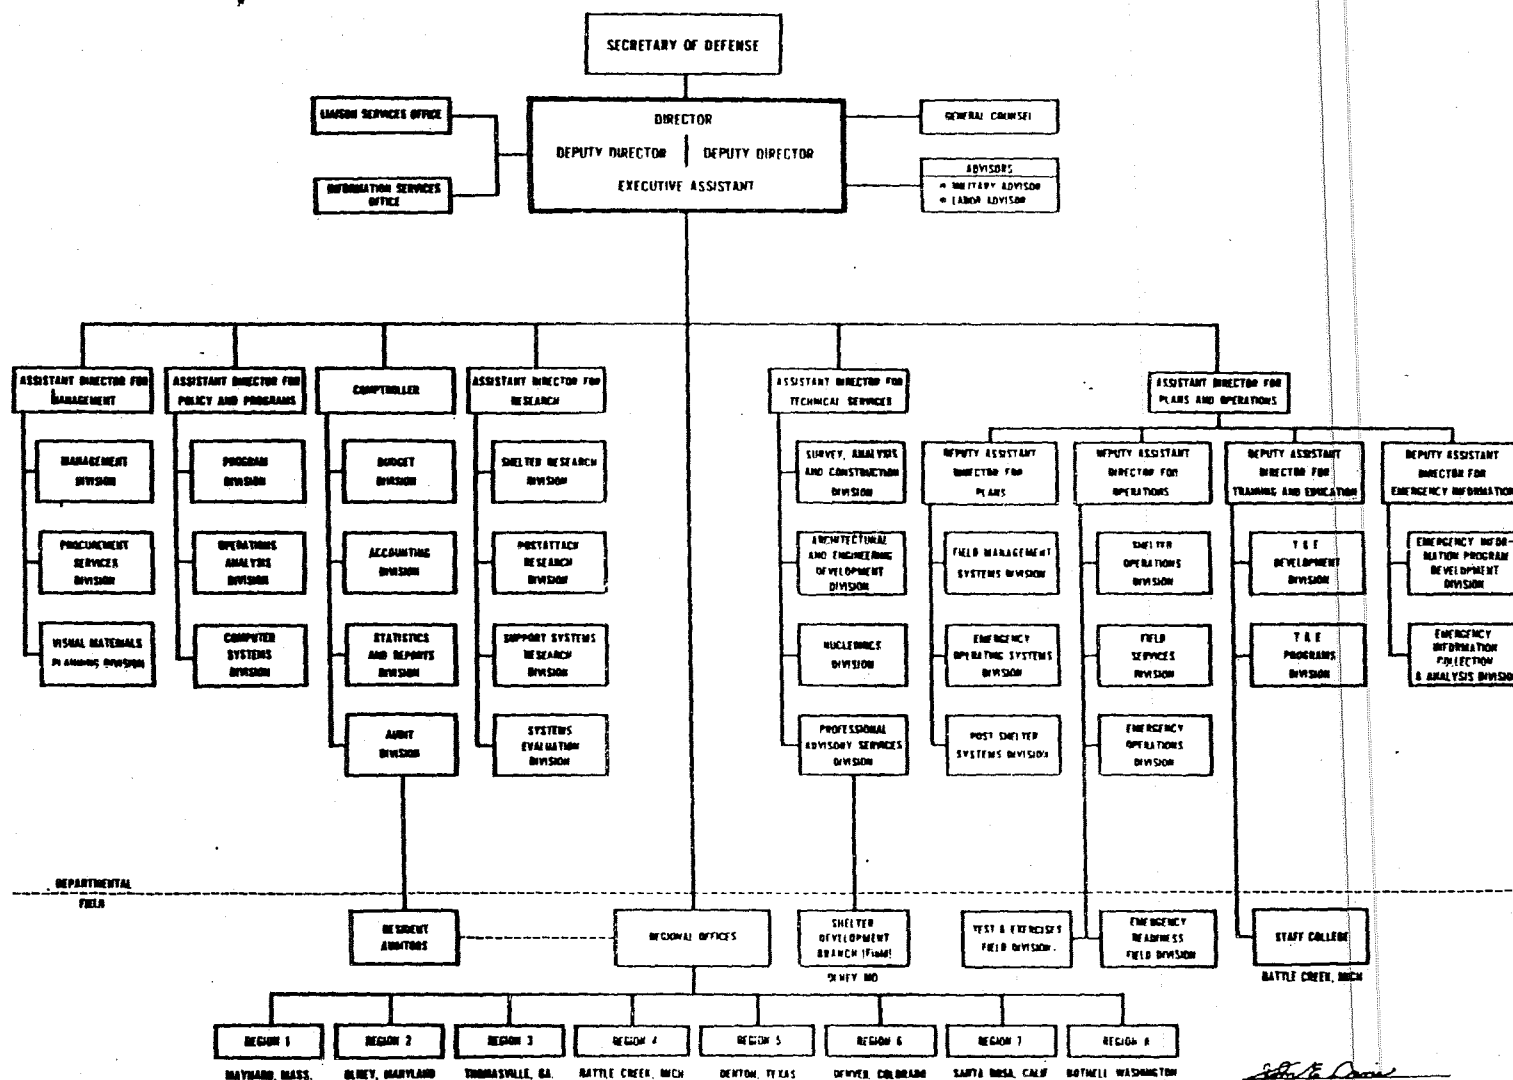 SECRETARY OF DEFENSE
LIAISON SERVICES OFFICE
INFORMATION SERVICES
OFFICE
DIRECTOR
DEPUTY DIRECTOR DEPUTY DIRECTOR
EXECUTIVE ASSISTANT
GENERAL COUNSEL
ADVISORS
MILITARY ADVISOR
LABOR ADVISOR
ASSISTANT DIRECTOR FOR
MANAGEMENT
MANAGEMENT
DIVISION
PROCUREMENT
SERVICES
DIVISION
VISUAL MATERIALS
PLANNING DIVISION
ASSISTANT DIRECTOR FOR
POLICY AND PROGRAMS
PROGRAM
DIVISION
OPERATIONS
ANALYSIS
DIVISION
COMPUTER
SYSTEMS
DIVISION
COMPTROLLER
BUDGET
DIVISION
ACCOUNTING
DIVISION
STATISTICS
AND REPORTS
DIVISION
AUDIT
DIVISION
ASSISTANT DIRECTOR FOR
RESEARCH
SHELTER RESEARCH
DIVISION
POSTATTACK
RESEARCH
DIVISION
SUPPORT SYSTEMS
RESEARCH
DIVISION
SYSTEMS
EVALUATION
DIVISION
ASSISTANT DIRECTOR FOR
TECHNICAL SERVICES
SURVEY, ANALYSIS
AND CONSTRUCTION
DIVISION
ARCHITECTURAL
AND ENGINEERING
DEVELOPMENT
DIVISION
NUCLEONICS
DIVISION
PROFESSIONAL
ADVISORY SERVICES
DIVISION
ASSISTANT DIRECTOR FOR
PLANS AND OPERATIONS
DEPUTY ASSISTANT
DIRECTOR FOR
PLANS
FIELD MANAGEMENT
SYSTEMS DIVISION
EMERGENCY
OPERATING SYSTEMS
DIVISION
POST SHELTER
SYSTEMS DIVISION
DEPUTY ASSISTANT
DIRECTOR FOR
OPERATIONS
SHELTER
OPERATIONS
DIVISION
FIELD
SERVICES
DIVISION
EMERGENCY
OPERATIONS
DIVISION
DEPUTY ASSISTANT
DIRECTOR FOR
TRAINING AND EDUCATION
T & E
DEVELOPMENT
DIVISION
T & E
PROGRAMS
DIVISION
DEPUTY ASSISTANT
DIRECTOR FOR
EMERGENCY INFORMATION
EMERGENCY INFOR-
MATION PROGRAM
DEVELOPMENT
DIVISION
EMERGENCY
INFORMATION
COLLECTION
& ANALYSIS DIVISION
DEPARTMENTAL
FIELD
RESIDENT
AUDITORS
REGIONAL OFFICES
SHELTER
DEVELOPMENT
BRANCH (Field)
OLNEY MD
TEST & EXERCISES
FIELD DIVISION
EMERGENCY
READINESS
FIELD DIVISION
STAFF COLLEGE
BATTLE CREEK, MICH
REGION 1
MAYNARD, MASS.
REGION 2
OLNEY, MARYLAND
REGION 3
THOMASVILLE, GA.
REGION 4
BATTLE CREEK, MICH
REGION 5
DENTON, TEXAS
REGION 6
DENVER, COLORADO
REGION 7
SANTA ROSA, CALIF
REGION 8
BOTHELL WASHINGTON